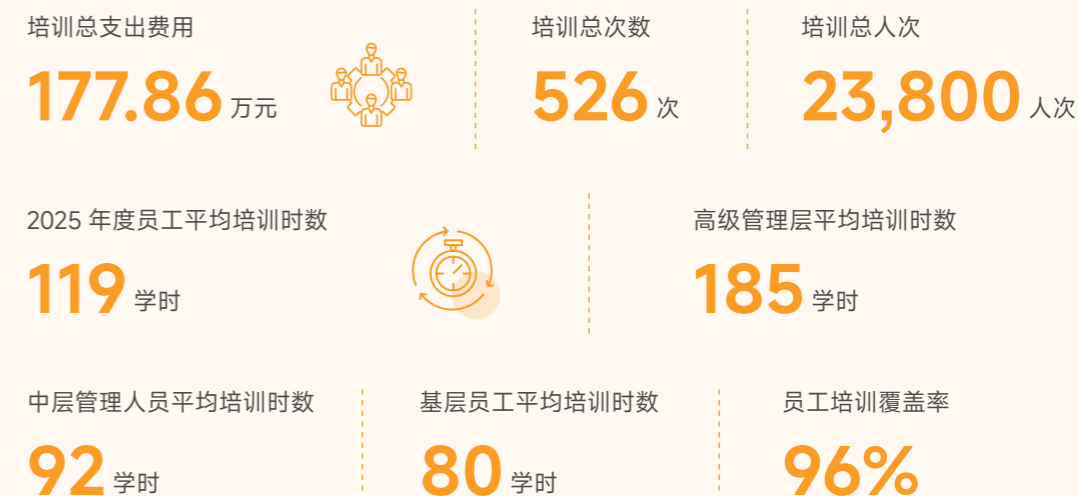 培训总支出费用
177.86 万元
培训总次数
526 次
培训总人次
23,800 人次
2025 年度员工平均培训时数
119 学时
高级管理层平均培训时数
185 学时
中层管理人员平均培训时数
92 学时
基层员工平均培训时数
80 学时
员工培训覆盖率
96%